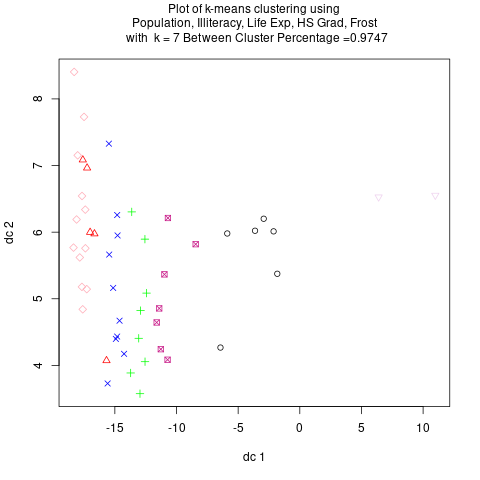 Plot of k-means clustering using
Population, Illiteracy, Life Exp, HS Grad, Frost
with k = 7 Between Cluster Percentage =0.9747
8
7
6
5
4
dc 2
-15 -10 -5 0 5 10
dc 1